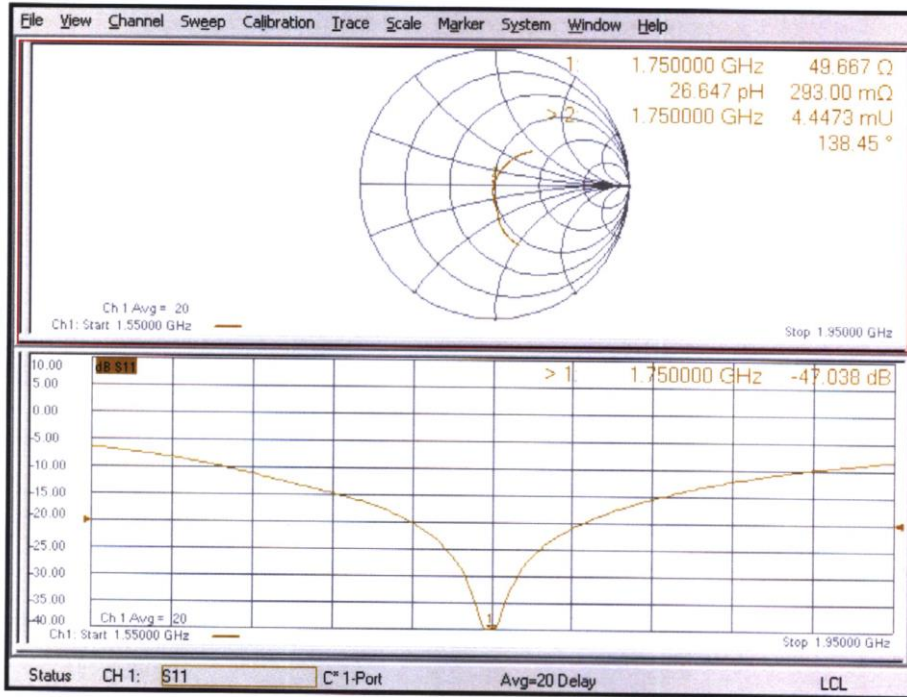 File View Channel Sweep Calibration Trace Scale Marker System Window Help
1: 1.750000 GHz 49.667 Ω
26.647 pH 293.00 mΩ
> 2: 1.750000 GHz 4.4473 mU
138.45 °
Ch 1 Avg = 20
Ch1: Start 1.55000 GHz
Stop 1.95000 GHz
10.00
dB S11
> 1: 1.750000 GHz -47.038 dB
5.00
0.00
-5.00
-10.00
-15.00
-20.00
-25.00
-30.00
-35.00
-40.00
1
Ch 1 Avg = 20
Ch1: Start 1.55000 GHz
Stop 1.95000 GHz
Status CH 1: S11 C* 1-Port Avg=20 Delay LCL